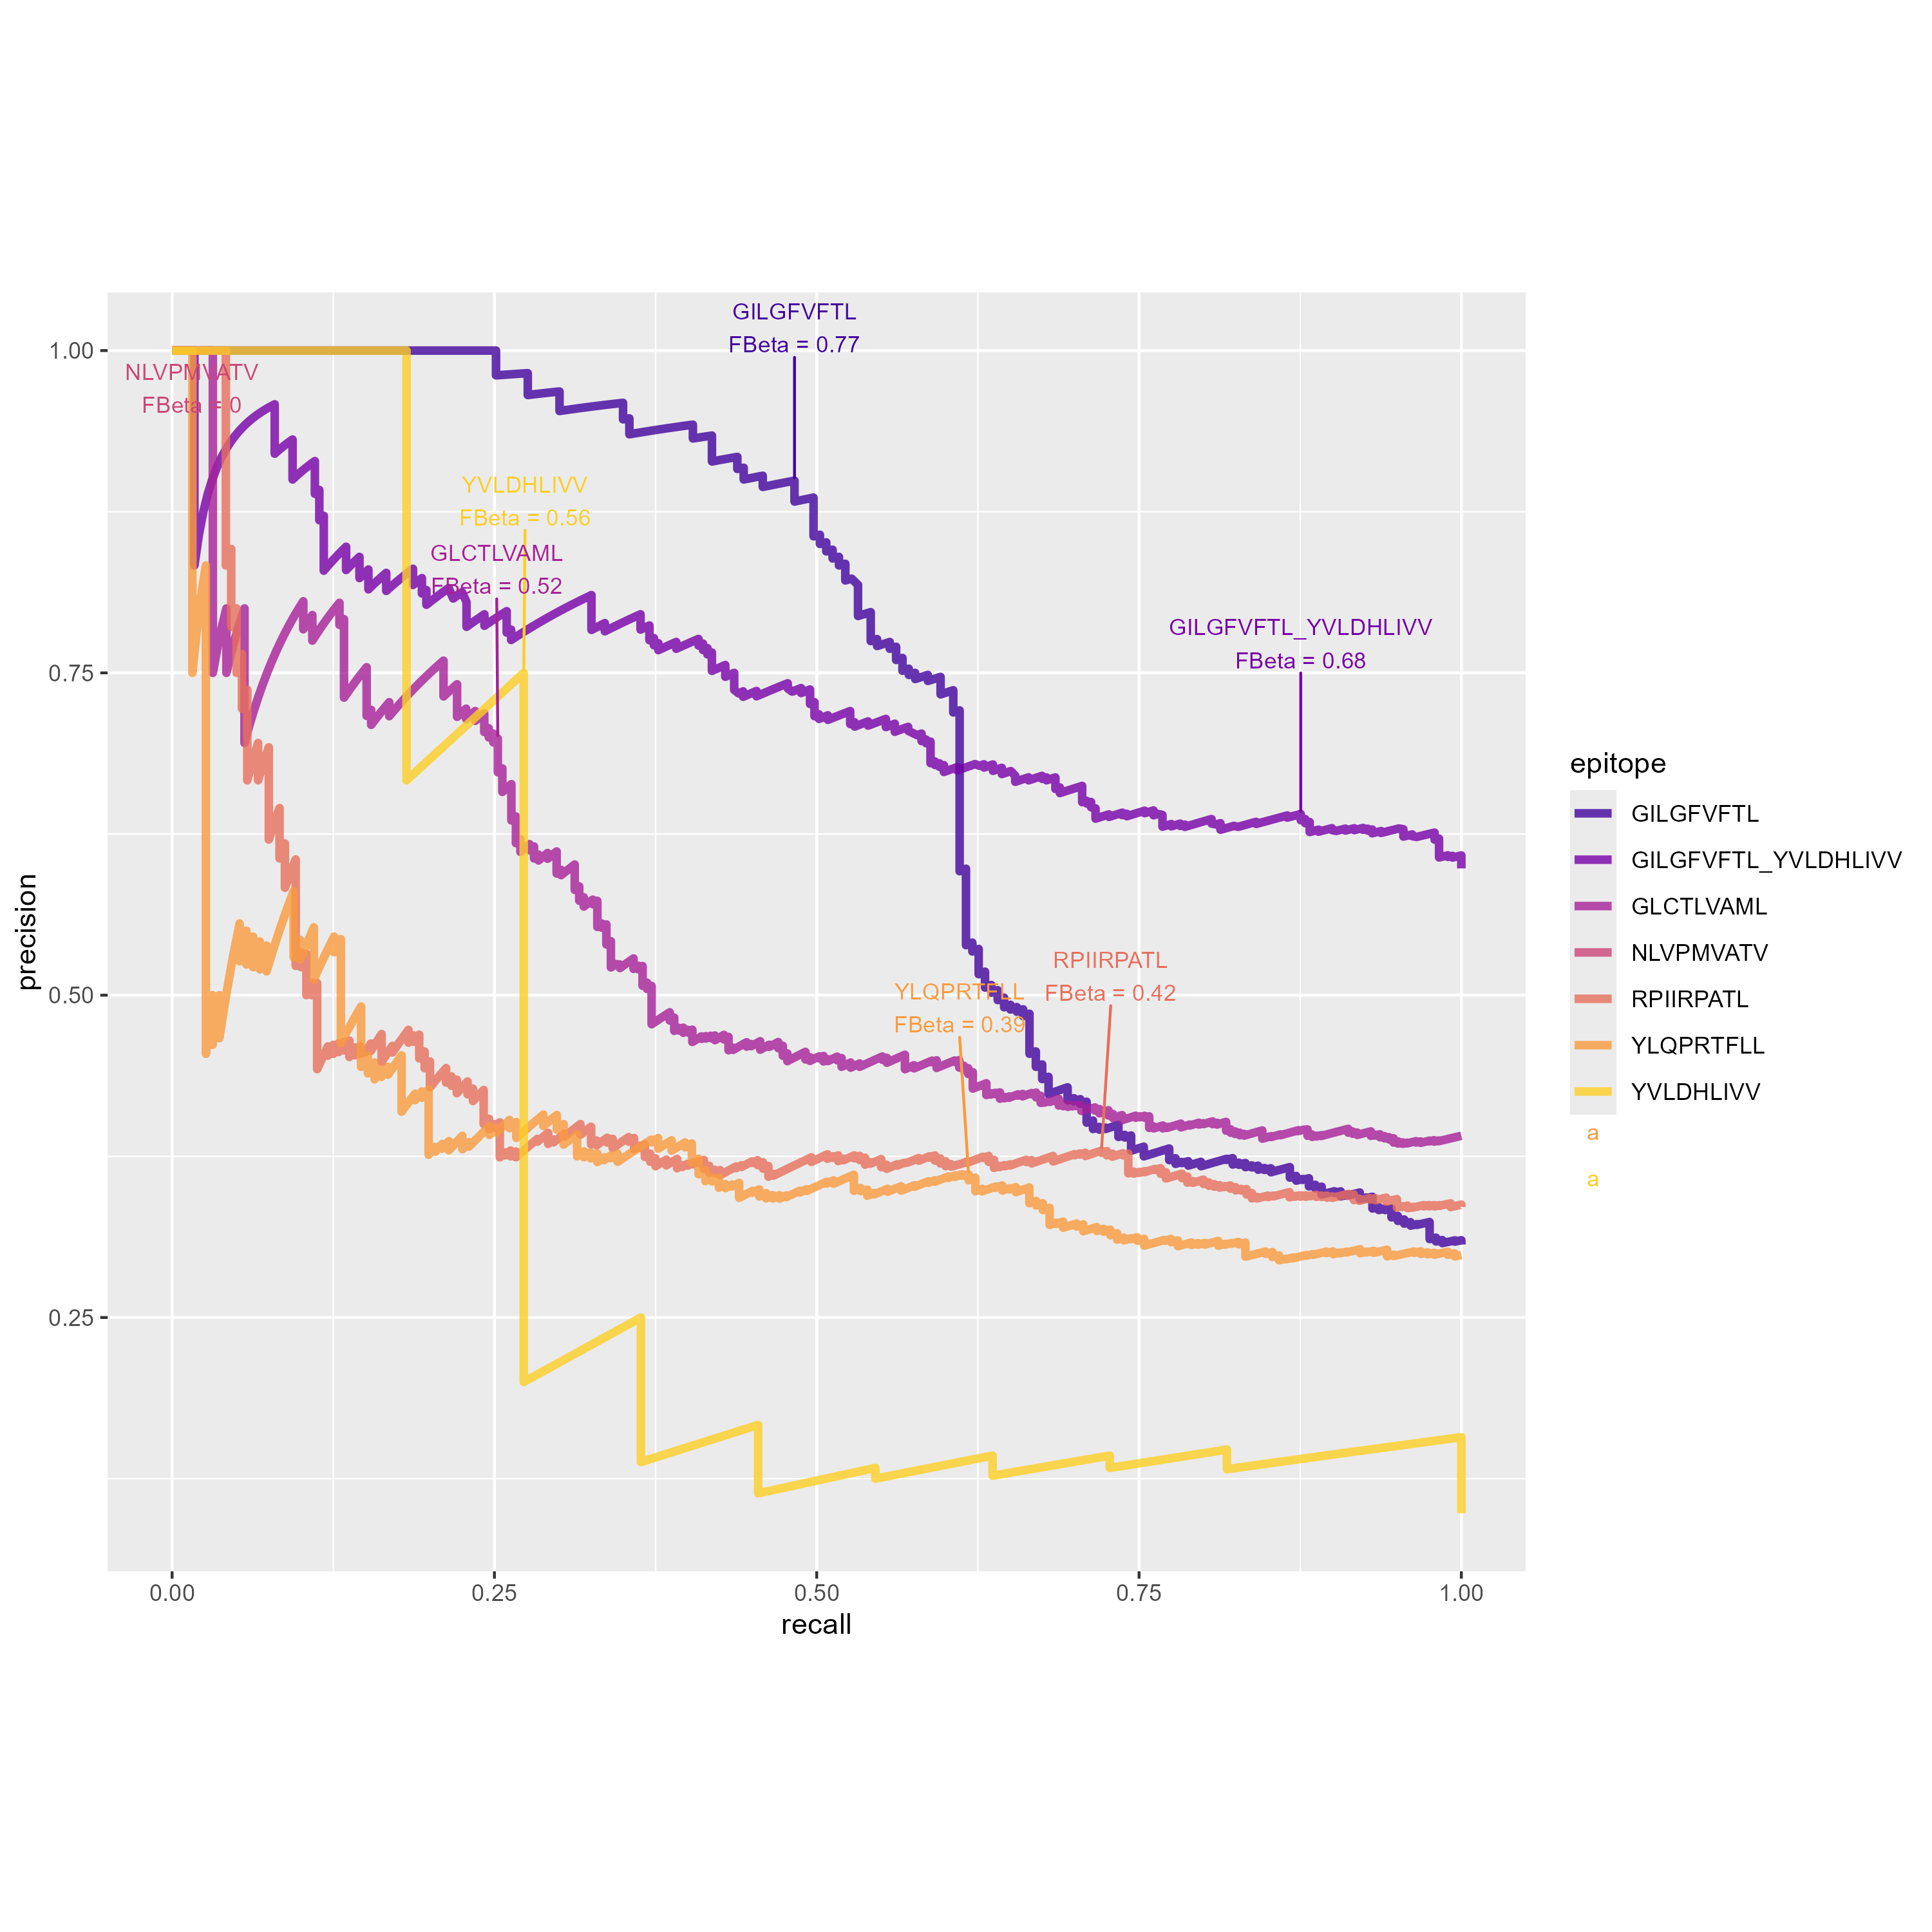 GILGFVFTL
FBeta = 0.77
1.00
NLVPMVATV
FBeta = 0
YVLDHLIVV
FBeta = 0.56
GLCTLVAML
FBeta = 0.52
GILGFVFTL_YVLDHLIVV
FBeta = 0.68
0.75
RPIIRPATL
FBeta = 0.42
YLQPRTFLL
FBeta = 0.39
0.50
0.25
precision
0.00
0.25
0.50
0.75
1.00
recall
epitope
GILGFVFTL
GILGFVFTL_YVLDHLIVV
GLCTLVAML
NLVPMVATV
RPIIRPATL
YLQPRTFLL
YVLDHLIVV
a
a